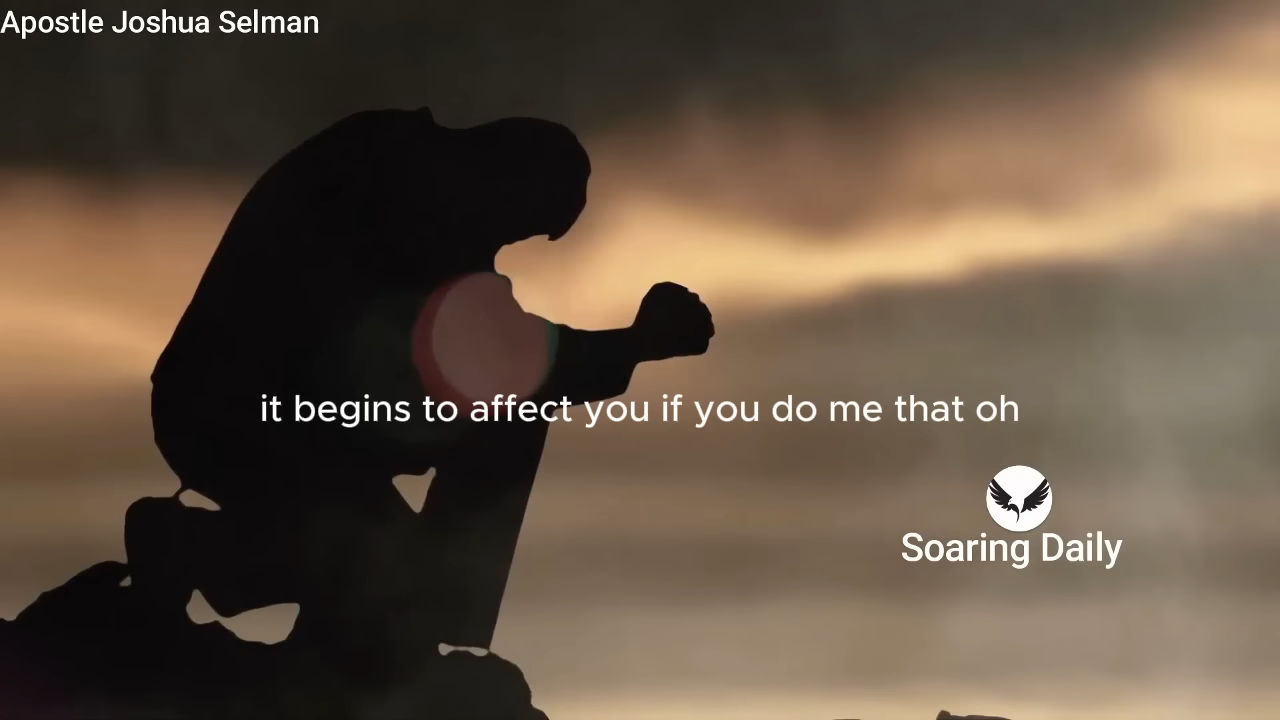 Apostle Joshua Selman
it begins to affect you if you do me that oh
Soaring Daily